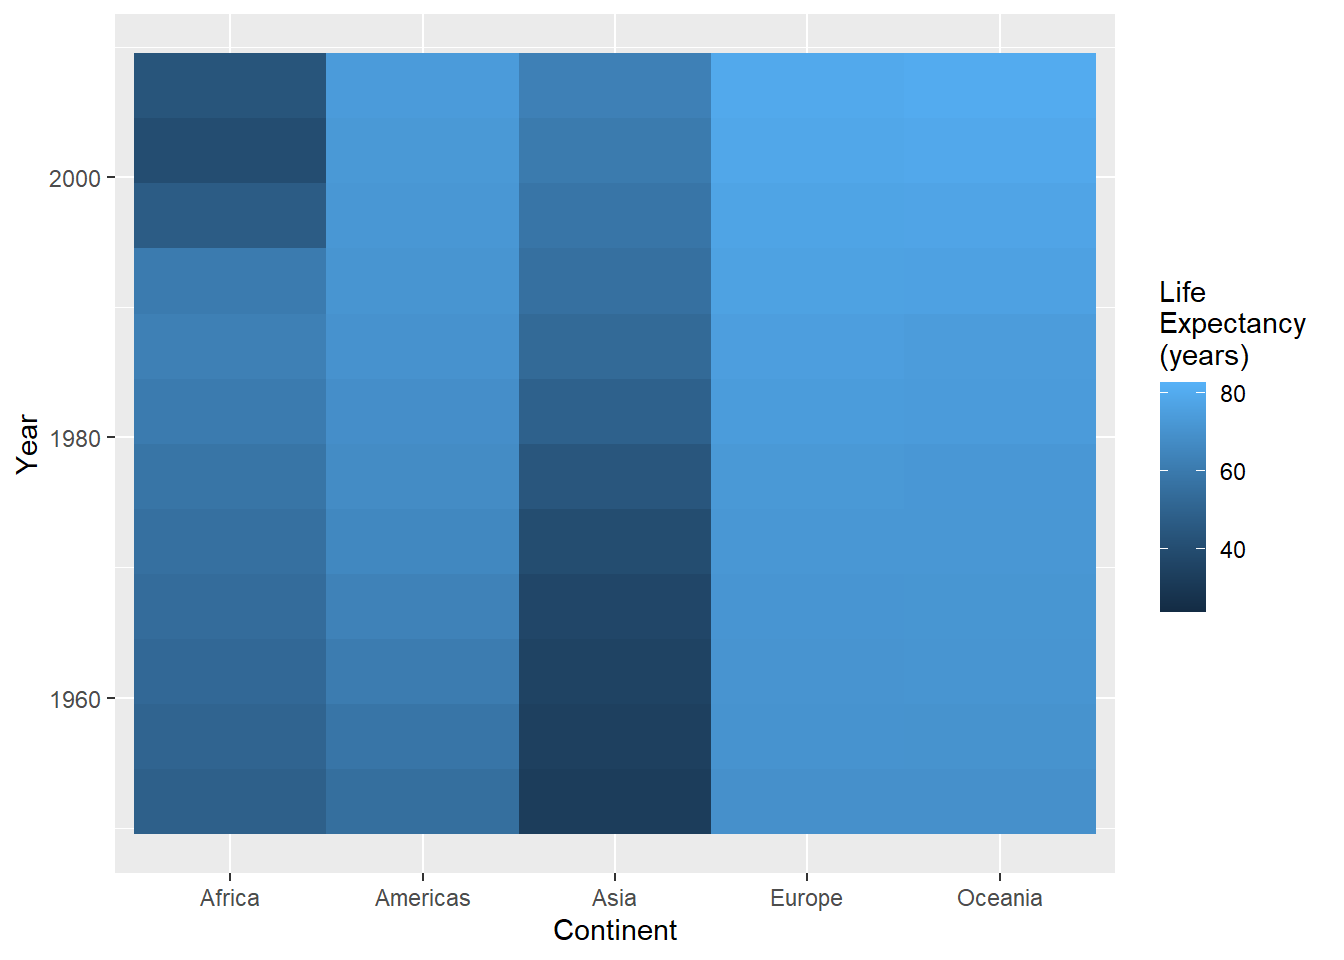 2000
1980
1960
Year
Africa
Americas
Asia
Europe
Oceania
Continent
Life
Expectancy
(years)
80
60
40